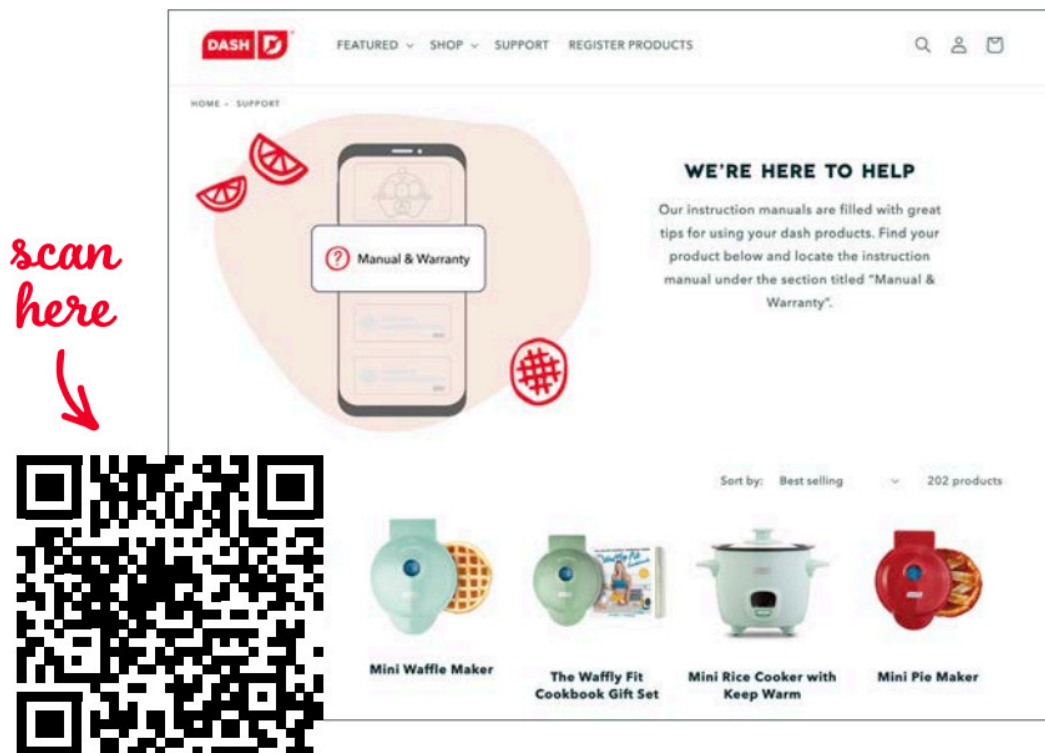 DASH
FEATURED SHOP SUPPORT REGISTER PRODUCTS
HOME - SUPPORT
WE'RE HERE TO HELP
Our instruction manuals are filled with great
tips for using your dash products. Find your
product below and locate the instruction
manual under the section titled "Manual &
Warranty".
? Manual & Warranty
scan
here
Sort by: Best selling 202 products
Waffly Fit
Mini Waffle Maker
The Waffly Fit
Cookbook Gift Set
Mini Rice Cooker with
Keep Warm
Mini Pie Maker